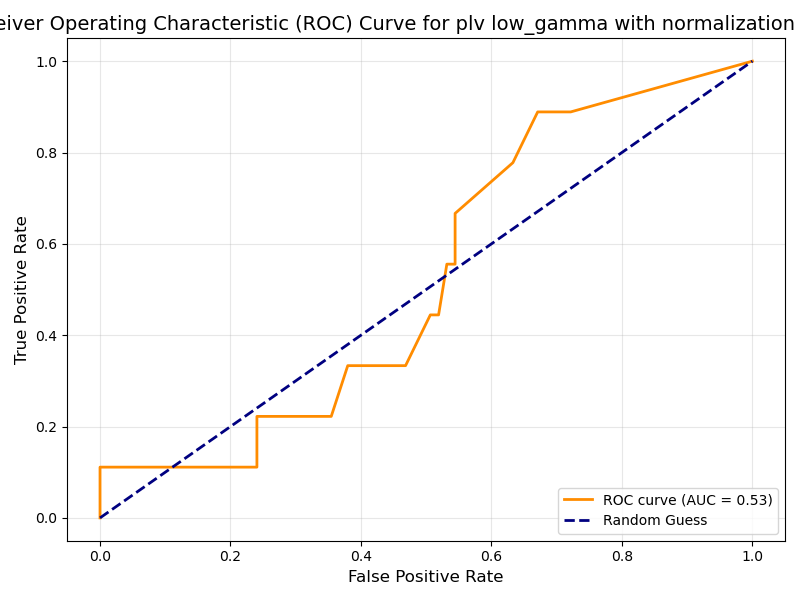 eiver Operating Characteristic (ROC) Curve for plv low_gamma with normalization
1.0
0.8
0.6
0.4
0.2
0.0
True Positive Rate
0.0 0.2 0.4 0.6 0.8 1.0
False Positive Rate
ROC curve (AUC = 0.53)
Random Guess